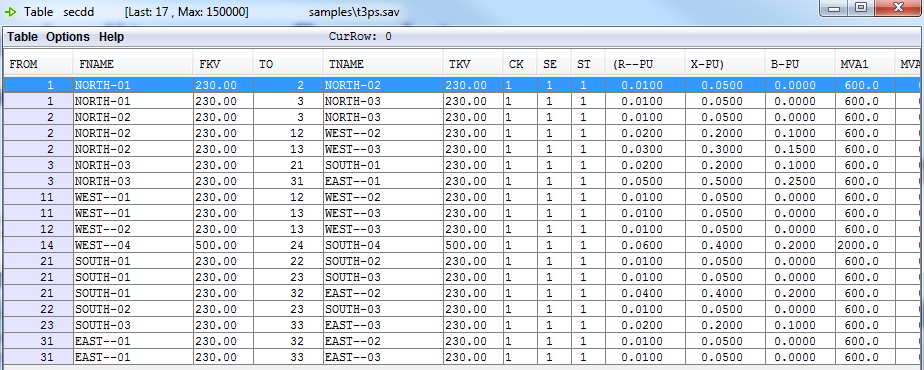 Table secdd [Last: 17 , Max: 150000] samples\t3ps.sav
Table Options Help CurRow: 0
FROM FNAME FKV TO TNAME TKV CK SE ST (R--PU X-PU) B-PU MVA1 MVA
1 NORTH-01 230.00 2 NORTH-02 230.00 1 1 1 0.0100 0.0500 0.0000 600.0
1 NORTH-01 230.00 3 NORTH-03 230.00 1 1 1 0.0100 0.0500 0.0000 600.0
2 NORTH-02 230.00 3 NORTH-03 230.00 1 1 1 0.0100 0.0500 0.0000 600.0
2 NORTH-02 230.00 12 WEST--02 230.00 1 1 1 0.0200 0.2000 0.1000 600.0
2 NORTH-02 230.00 13 WEST--03 230.00 1 1 1 0.0300 0.3000 0.1500 600.0
3 NORTH-03 230.00 21 SOUTH-01 230.00 1 1 1 0.0200 0.2000 0.1000 600.0
3 NORTH-03 230.00 31 EAST--01 230.00 1 1 1 0.0500 0.5000 0.2500 600.0
11 WEST--01 230.00 12 WEST--02 230.00 1 1 1 0.0100 0.0500 0.0000 600.0
11 WEST--01 230.00 13 WEST--03 230.00 1 1 1 0.0100 0.0500 0.0000 600.0
12 WEST--02 230.00 13 WEST--03 230.00 1 1 1 0.0100 0.0500 0.0000 600.0
14 WEST--04 500.00 24 SOUTH-04 500.00 1 1 1 0.0600 0.4000 0.2000 2000.0
21 SOUTH-01 230.00 22 SOUTH-02 230.00 1 1 1 0.0100 0.0500 0.0000 600.0
21 SOUTH-01 230.00 23 SOUTH-03 230.00 1 1 1 0.0100 0.0500 0.0000 600.0
21 SOUTH-01 230.00 32 EAST--02 230.00 1 1 1 0.0400 0.4000 0.2000 600.0
22 SOUTH-02 230.00 23 SOUTH-03 230.00 1 1 1 0.0100 0.0500 0.0000 600.0
23 SOUTH-03 230.00 33 EAST--03 230.00 1 1 1 0.0200 0.2000 0.1000 600.0
31 EAST--01 230.00 32 EAST--02 230.00 1 1 1 0.0100 0.0500 0.0000 600.0
31 EAST--01 230.00 33 EAST--03 230.00 1 1 1 0.0100 0.0500 0.0000 600.0